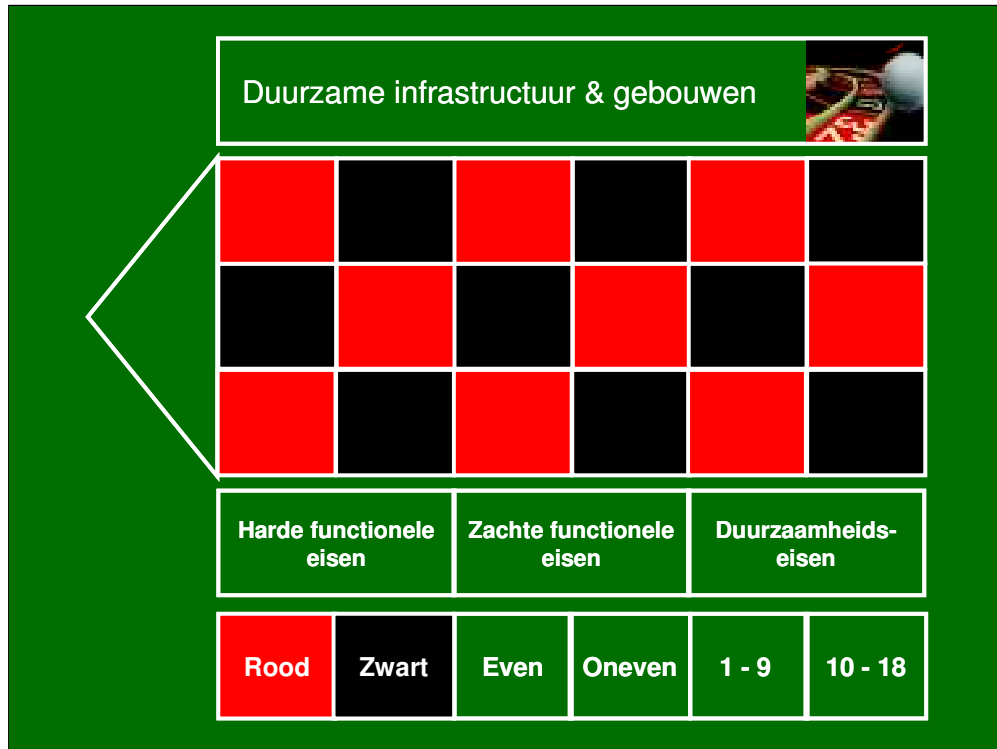 Duurzame infrastructuur & gebouwen
Harde functionele
eisen
Zachte functionele
eisen
Duurzaamheids-
eisen
Rood
Zwart
Even
Oneven
1 - 9
10 - 18